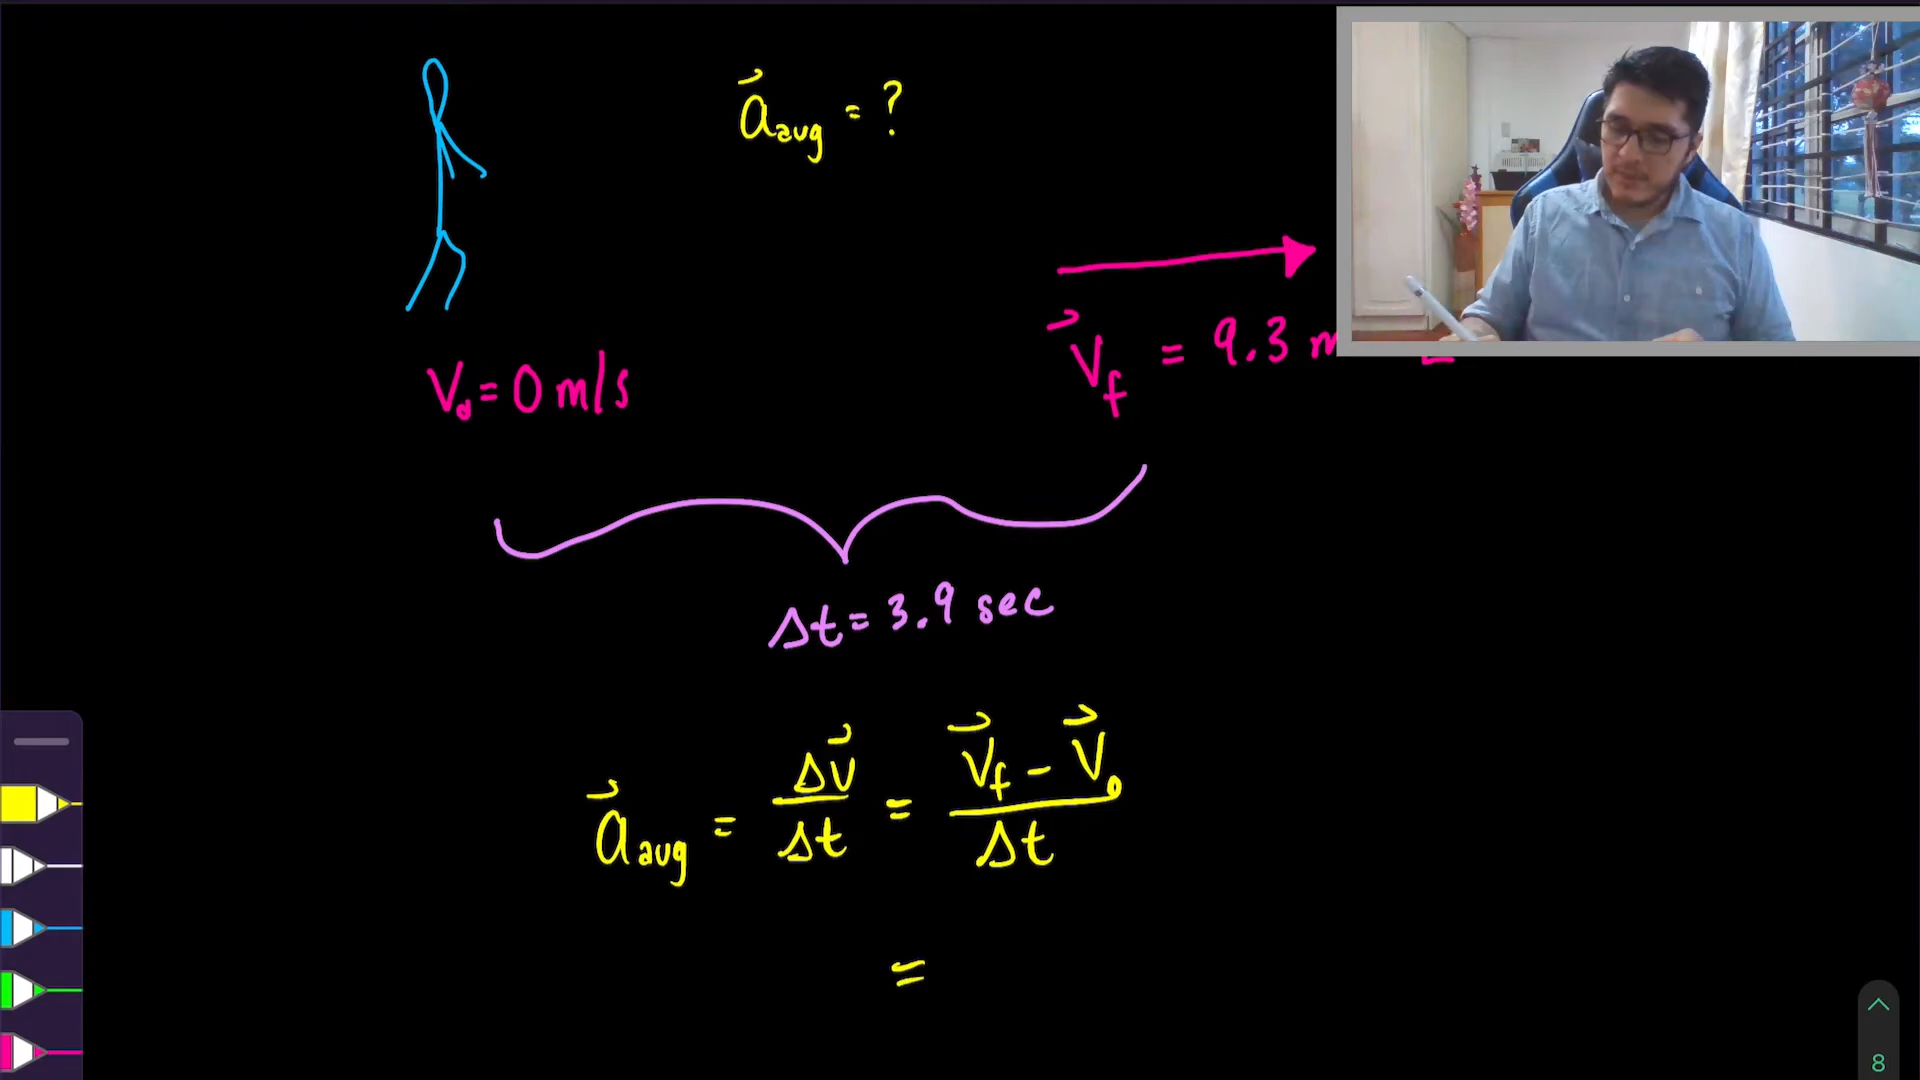 a⃗avg = ?
v⃗f = 9.3 m
v0 = 0 m/s
Δt = 3.9 sec
a⃗avg = Δv⃗/Δt = (v⃗f - v⃗0)/Δt
=
8